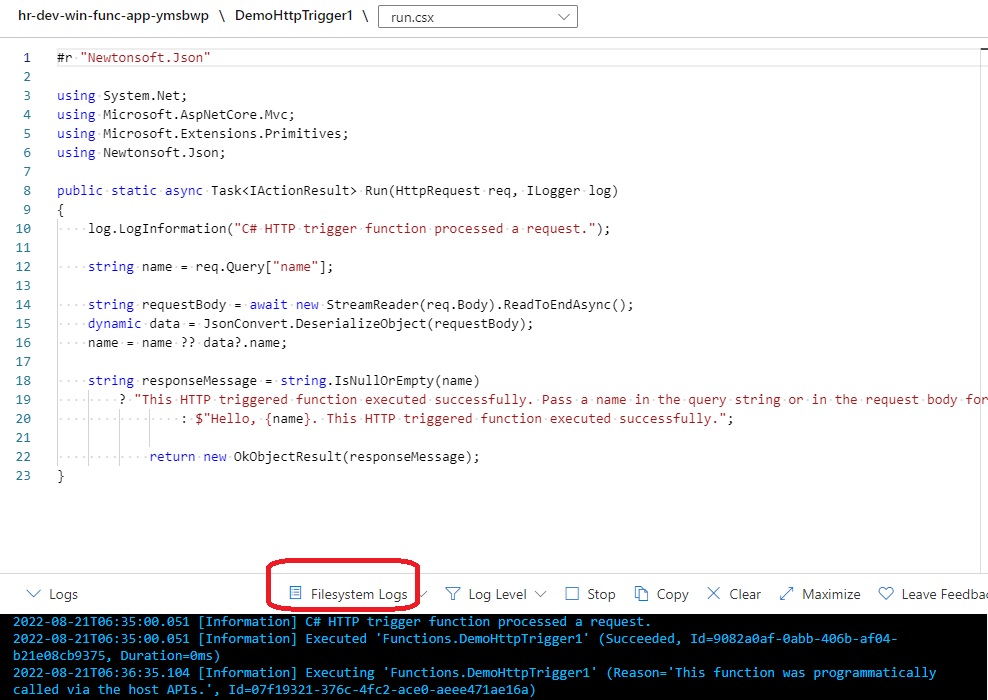 hr-dev-win-func-app-ymsbwp \ DemoHttpTrigger1 \ run.csx
1 #r "Newtonsoft.Json"
2
3 using System.Net;
4 using Microsoft.AspNetCore.Mvc;
5 using Microsoft.Extensions.Primitives;
6 using Newtonsoft.Json;
7
8 public static async Task<IActionResult> Run(HttpRequest req, ILogger log)
9 {
10 log.LogInformation("C# HTTP trigger function processed a request.");
11
12 string name = req.Query["name"];
13
14 string requestBody = await new StreamReader(req.Body).ReadToEndAsync();
15 dynamic data = JsonConvert.DeserializeObject(requestBody);
16 name = name ?? data?.name;
17
18 string responseMessage = string.IsNullOrEmpty(name)
19 ? "This HTTP triggered function executed successfully. Pass a name in the query string or in the request body for
20 : $"Hello, {name}. This HTTP triggered function executed successfully.";
21
22 return new OkObjectResult(responseMessage);
23 }
Logs Filesystem Logs Log Level Stop Copy Clear Maximize Leave Feedba
2022-08-21T06:35:00.051 [Information] C# HTTP trigger function processed a request.
2022-08-21T06:35:00.051 [Information] Executed 'Functions.DemoHttpTrigger1' (Succeeded, Id=9082a0af-0abb-406b-af04-
b21e08cb9375, Duration=0ms)
2022-08-21T06:36:35.104 [Information] Executing 'Functions.DemoHttpTrigger1' (Reason='This function was programmatically
called via the host APIs.', Id=07f19321-376c-4fc2-ace0-aeee471ae16a)